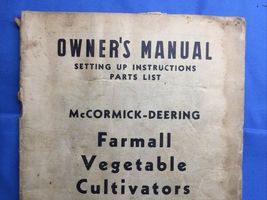 OWNER'S MANUAL
SETTING UP INSTRUCTIONS
PARTS LIST
McCORMICK-DEERING
Farmall
Vegetable
Cultivators